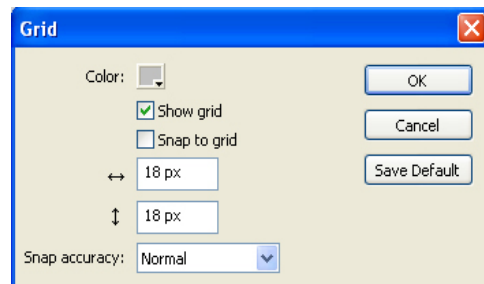 Grid
Color:
OK
Show grid
Snap to grid
Cancel
18 px
Save Default
18 px
Snap accuracy: Normal